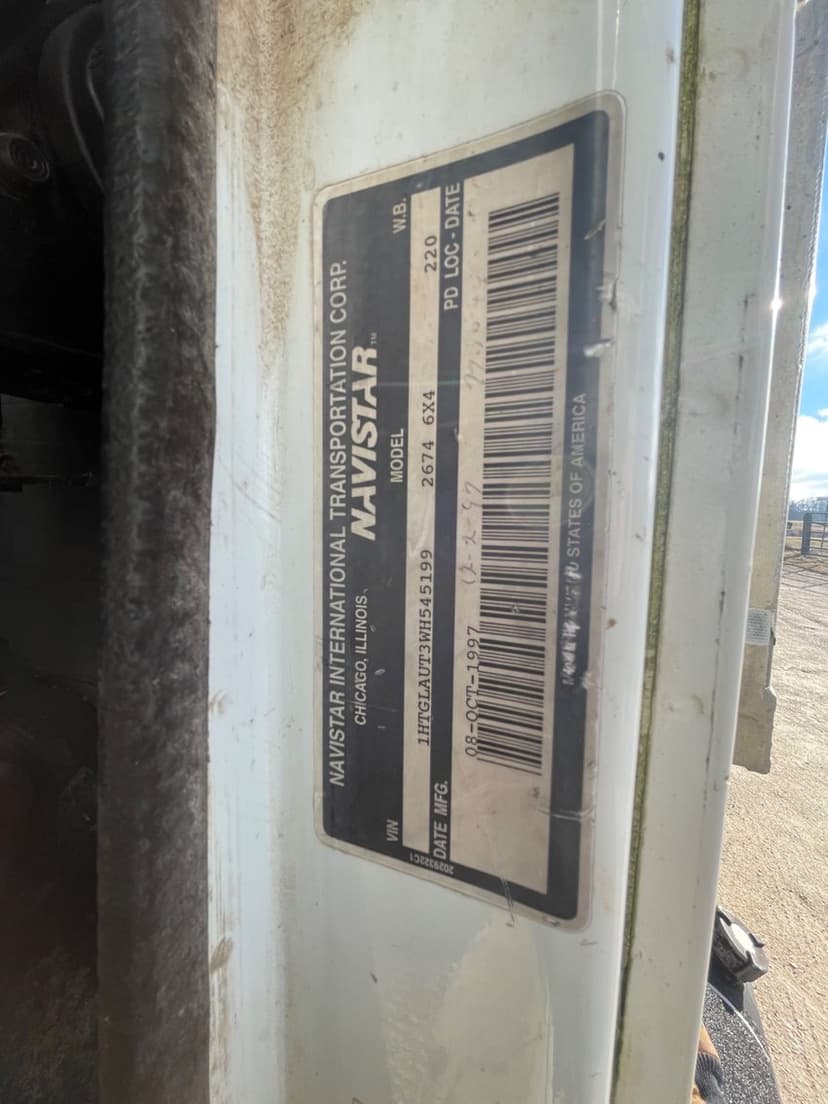 NAVISTAR INTERNATIONAL TRANSPORTATION CORP.
CHICAGO, ILLINOIS NAVISTAR™
VIN MODEL W.B.
1HTGLAUT3WH545199 2674 6X4 220
DATE MFG. PD LOC - DATE
08-OCT-1997 12-2-97
STATES OF AMERICA
2029322C1